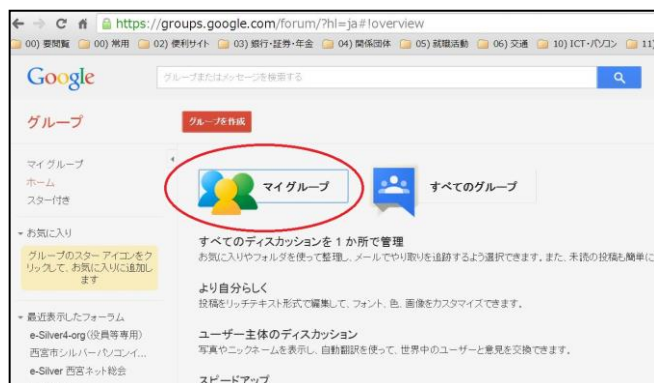 https://groups.google.com/forum/?hl=ja#!overview
00) 要閲覧 00) 常用 02) 便利サイト 03) 銀行・証券・年金 04) 関係団体 05) 就職活動 06) 交通 10) ICT・パソコン 11)
Google グループまたはメッセージを検索する
グループ グループを作成
マイ グループ
ホーム
スター付き
マイ グループ すべてのグループ
お気に入り
グループのスター アイコンをク
リックして、お気に入りに追加し
ます
すべてのディスカッションを 1 か所で管理
お気に入りやフォルダを使って整理し、メールでやり取りを追跡するよう選択できます。また、未読の投稿も簡単に
より自分らしく
投稿をリッチテキスト形式で編集して、フォント、色、画像をカスタマイズできます。
最近表示したフォーラム
e-Silver4-org(役員等専用)
西宮市シルバーパソコンイ...
e-Silver 西宮ネット総会
ユーザー主体のディスカッション
写真やニックネームを表示し、自動翻訳を使って、世界中のユーザーと意見を交換できます。
スピードアップ